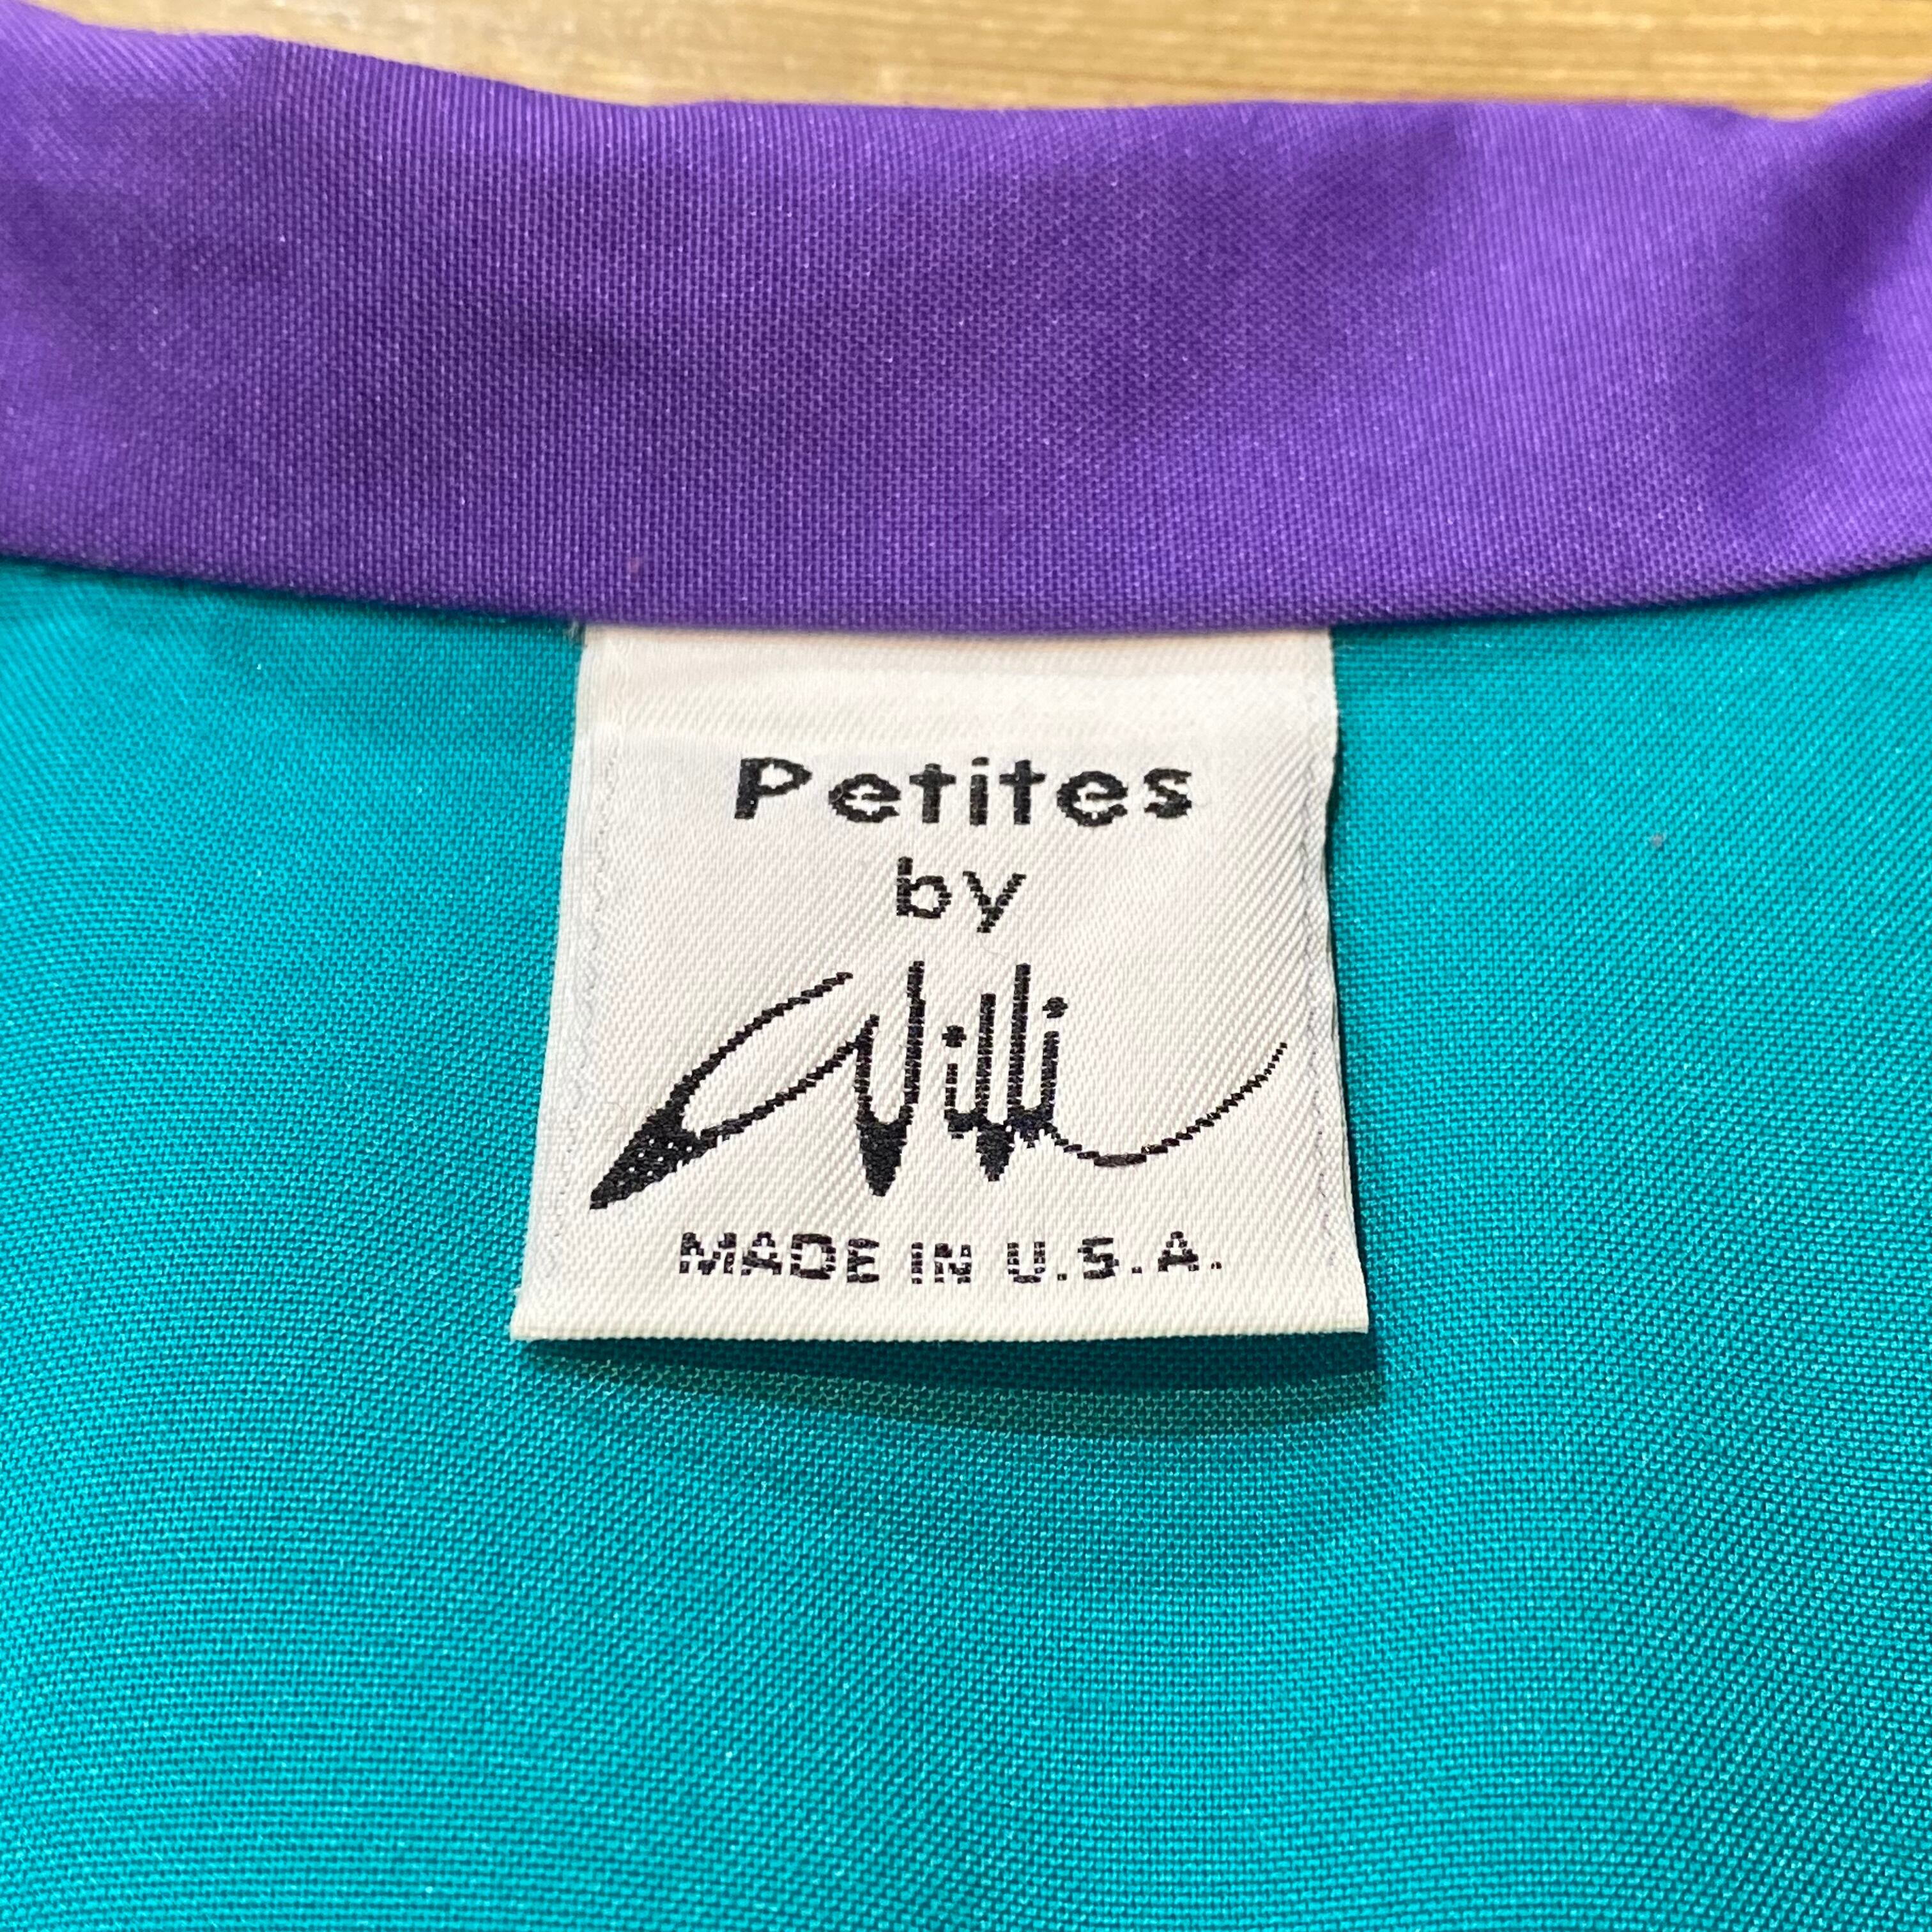 Petites
by
Willi
MADE IN U.S.A.